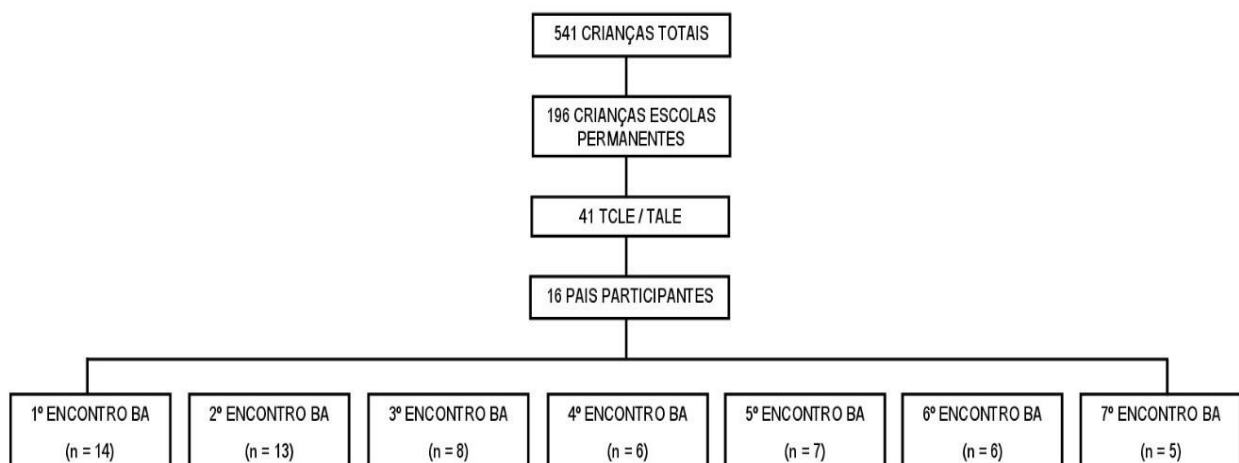 541 CRIANÇAS TOTAIS
196 CRIANÇAS ESCOLAS
PERMANENTES
41 TCLE / TALE
16 PAIS PARTICIPANTES
1º ENCONTRO BA
(n = 14)
2º ENCONTRO BA
(n = 13)
3º ENCONTRO BA
(n = 8)
4º ENCONTRO BA
(n = 6)
5º ENCONTRO BA
(n = 7)
6º ENCONTRO BA
(n = 6)
7º ENCONTRO BA
(n = 5)